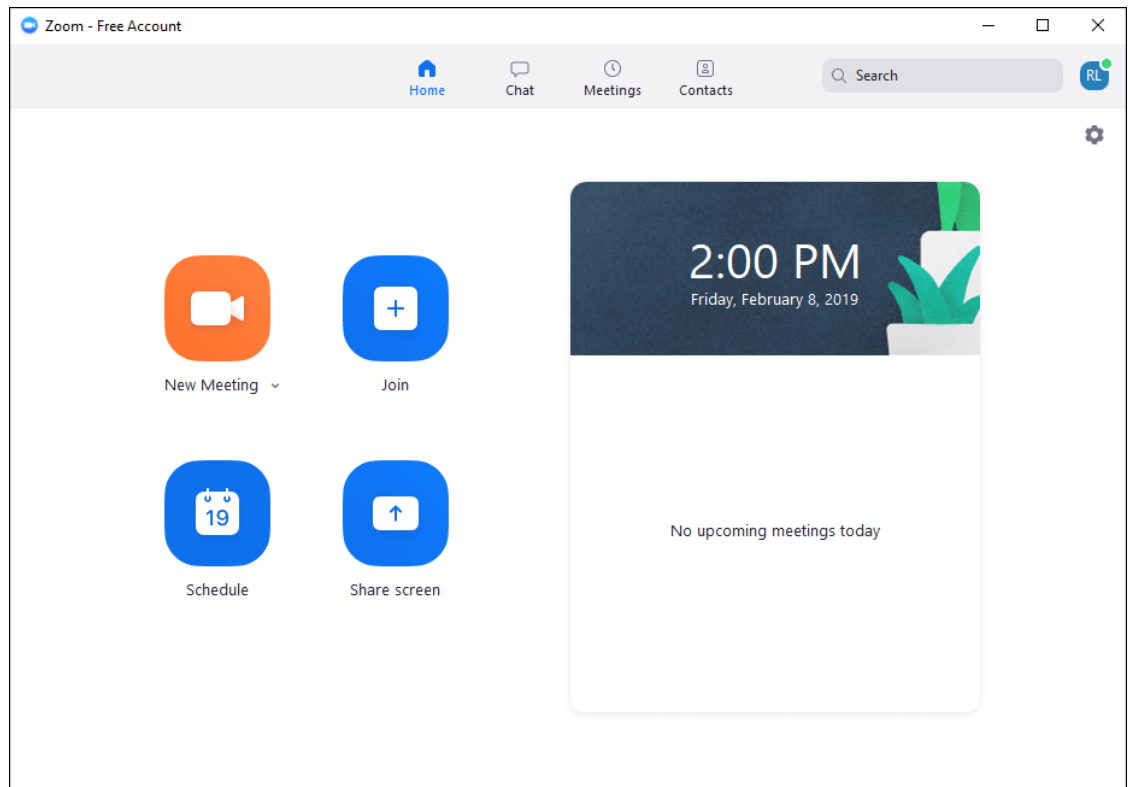 Zoom - Free Account
Home
Chat
Meetings
Contacts
Search
RL
2:00 PM
Friday, February 8, 2019
New Meeting
Join
19
Schedule
Share screen
No upcoming meetings today